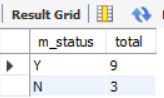 Result Grid
m_status total
Y 9
N 3